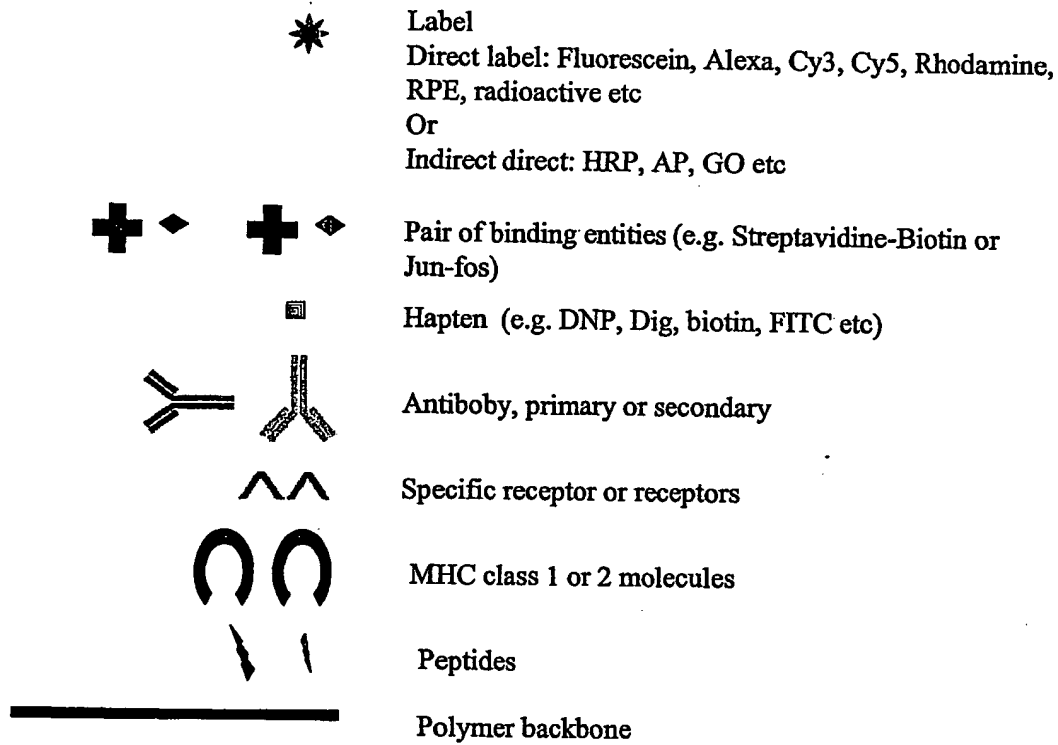 Label
Direct label: Fluorescein, Alexa, Cy3, Cy5, Rhodamine,
RPE, radioactive etc
Or
Indirect direct: HRP, AP, GO etc
Pair of binding entities (e.g. Streptavidine-Biotin or
Jun-fos)
Hapten (e.g. DNP, Dig, biotin, FITC etc)
Antiboby, primary or secondary
Specific receptor or receptors
MHC class 1 or 2 molecules
Peptides
Polymer backbone